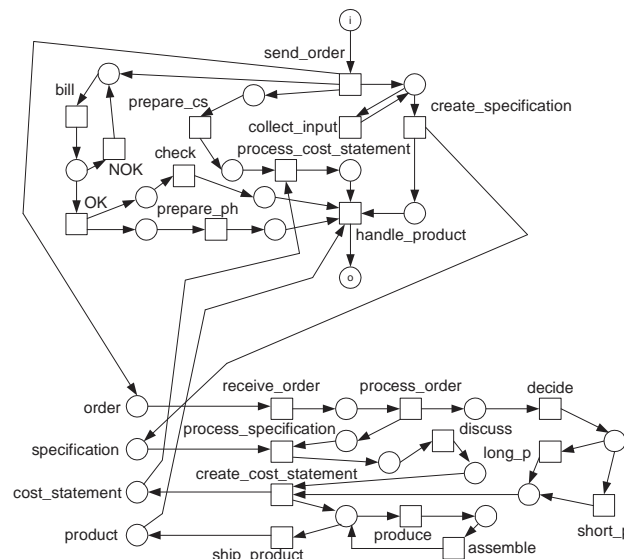 i
send_order
bill
prepare_cs
create_specification
collect_input
check
process_cost_statement
NOK
OK
prepare_ph
handle_product
o
receive_order
process_order
decide
order
process_specification
discuss
specification
long_p
create_cost_statement
cost_statement
product
produce
short_p
ship_product
assemble